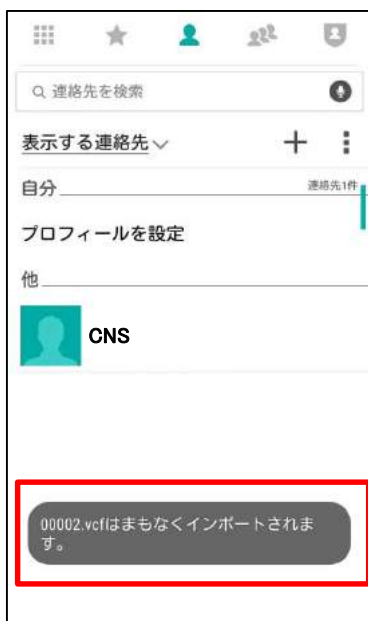 連絡先を検索
表示する連絡先
自分
連絡先1件
プロフィールを設定
他
CNS
00002.vcfはまもなくインポートされま
す。